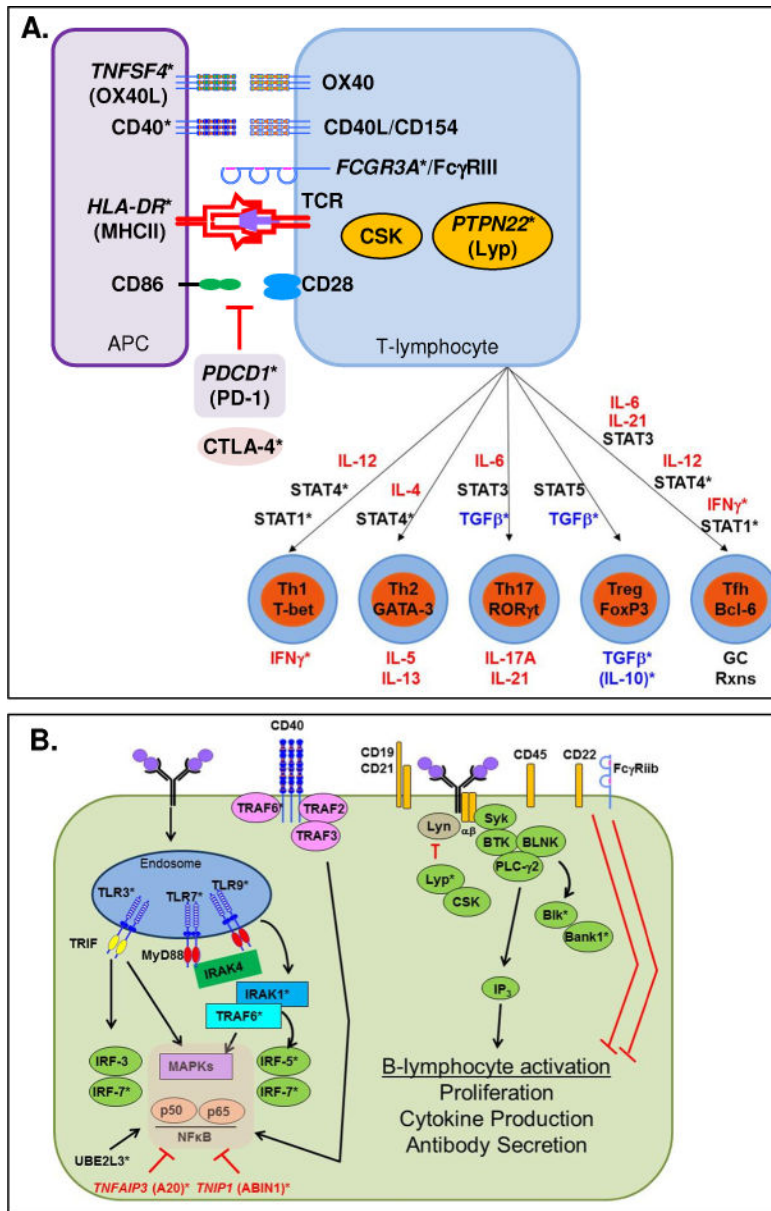 A.
TNFSF4*
(OX40L)
OX40
CD40*
CD40L/CD154
FCGR3A*/FcγRIII
HLA-DR*
(MHCII)
TCR
CSK
PTPN22*
(Lyp)
CD86
CD28
APC
T-lymphocyte
PDCD1*
(PD-1)
CTLA-4*
IL-12
STAT4*
STAT1*
IL-4
STAT4*
IL-6
STAT3
TGFβ*
STAT5
TGFβ*
IL-6
IL-21
STAT3
IL-12
STAT4*
IFNγ*
STAT1*
Th1
T-bet
Th2
GATA-3
Th17
RORγt
Treg
FoxP3
Tfh
Bcl-6
IFNγ*
IL-5
IL-13
IL-17A
IL-21
TGFβ*
(IL-10)*
GC
Rxns
B.
CD40
CD19
CD21
CD45
CD22
FcγRiib
TRAF6*
TRAF2
TRAF3
Lyn
αβ
Syk
BTK
BLNK
PLC-γ2
Lyp*
CSK
Blk*
Bank1*
Endosome
TLR3*
TLR7*
TLR9*
TRIF
MyD88
IRAK4
IRAK1*
TRAF6*
IP3
IRF-3
IRF-7*
MAPKs
IRF-5*
IRF-7*
p50
p65
NFκB
UBE2L3*
TNFAIP3 (A20)*
TNIP1 (ABIN1)*
B-lymphocyte activation
Proliferation
Cytokine Production
Antibody Secretion